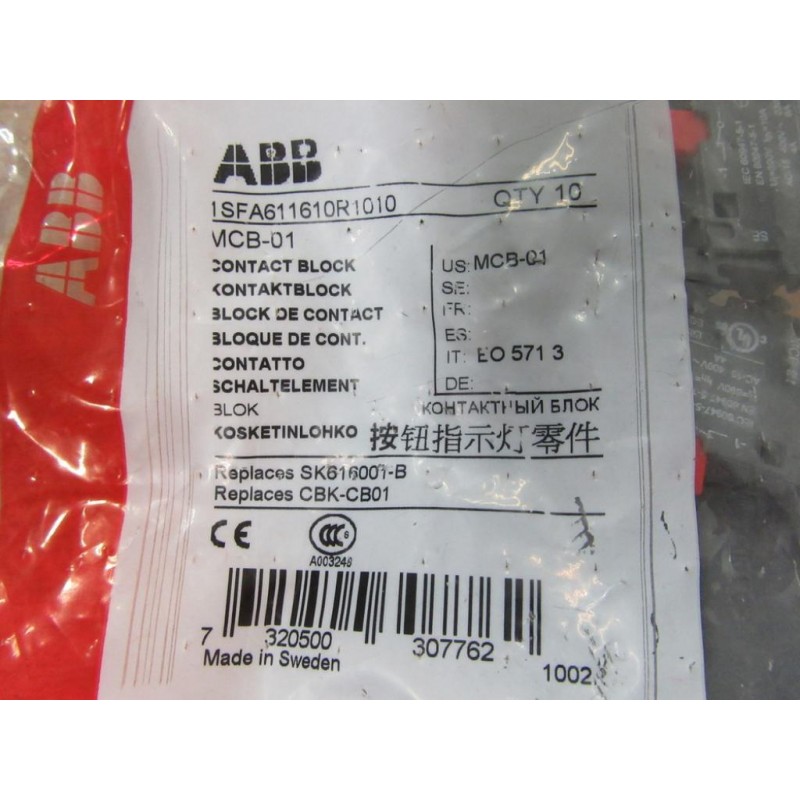 ABB
ABB
1SFA611610R1010 QTY 10
MCB-01
CONTACT BLOCK
KONTAKTBLOCK
BLOCK DE CONTACT
BLOQUE DE CONT.
CONTATTO
SCHALTELEMENT
BLOK
KOSKETINLOHKO
US: MCB-01
SE:
FR:
ES:
IT: EO 571 3
DE:
КОНТАКТНЫЙ БЛОК
按钮指示灯零件
Replaces SK616001-B
Replaces CBK-CB01
CE CCC S
A003248
7 320500 307762
Made in Sweden
1002